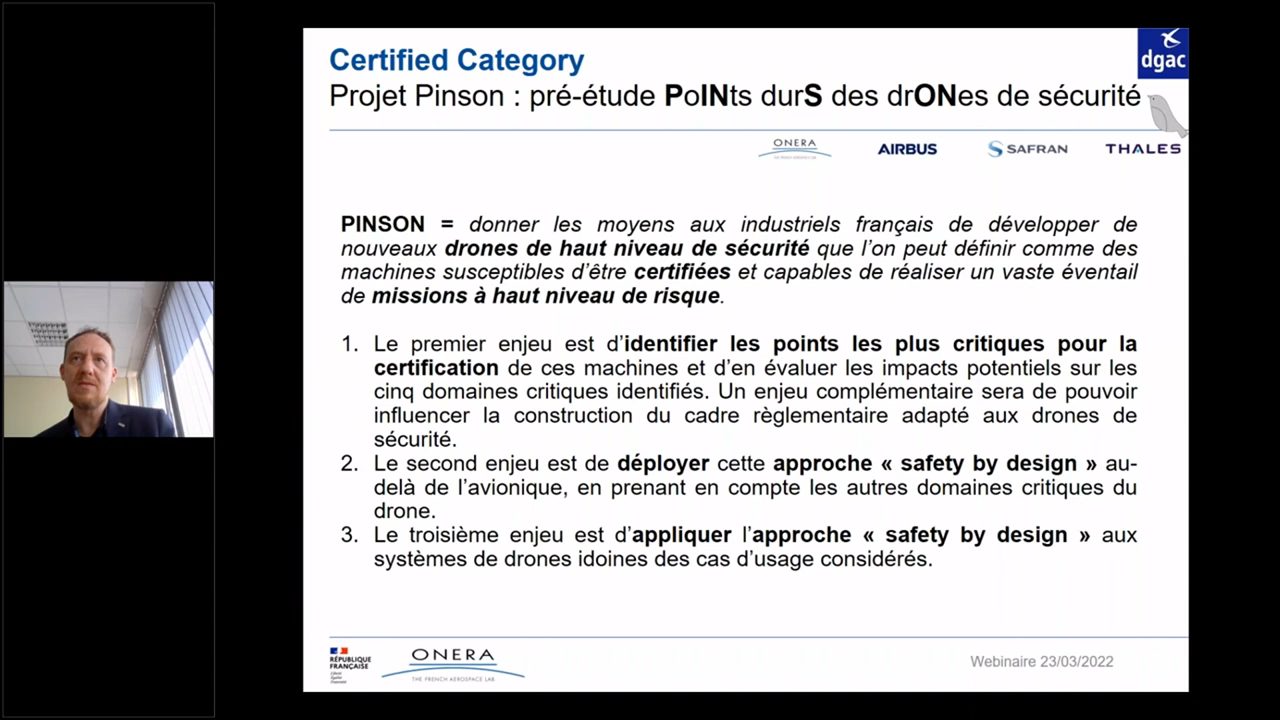 Certified Category
dgac
Projet Pinson : pré-étude PoINts durS des drONes de sécurité
ONERA
AIRBUS
SAFRAN
THALES
PINSON = donner les moyens aux industriels français de développer de
nouveaux drones de haut niveau de sécurité que l’on peut définir comme des
machines susceptibles d’être certifiées et capables de réaliser un vaste éventail
de missions à haut niveau de risque.
1. Le premier enjeu est d’identifier les points les plus critiques pour la
certification de ces machines et d’en évaluer les impacts potentiels sur les
cinq domaines critiques identifiés. Un enjeu complémentaire sera de pouvoir
influencer la construction du cadre règlementaire adapté aux drones de
sécurité.
2. Le second enjeu est de déployer cette approche « safety by design » au-
delà de l’avionique, en prenant en compte les autres domaines critiques du
drone.
3. Le troisième enjeu est d’appliquer l’approche « safety by design » aux
systèmes de drones idoines des cas d’usage considérés.
RÉPUBLIQUE
FRANÇAISE
Liberté
Égalité
Fraternité
ONERA
THE FRENCH AEROSPACE LAB
Webinaire 23/03/2022